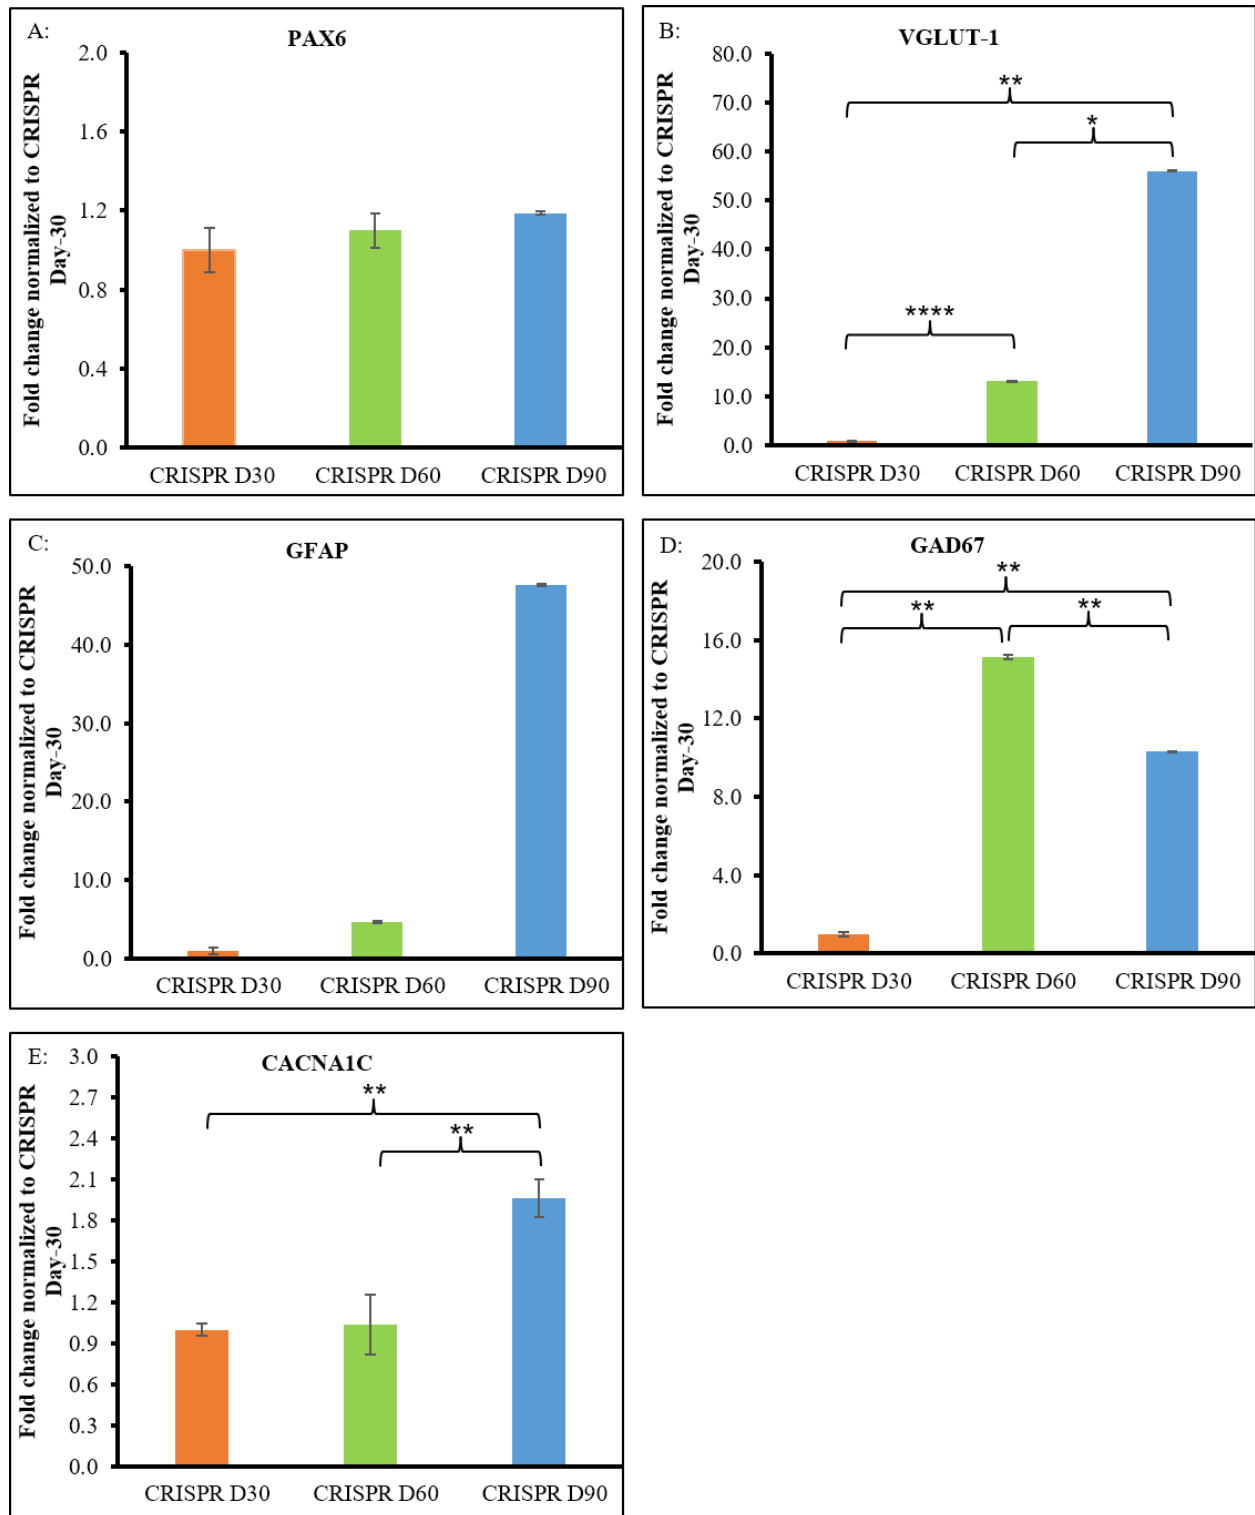 A:
PAX6
Fold change normalized to CRISPR
Day-30
2.0
1.6
1.2
0.8
0.4
0.0
CRISPR D30
CRISPR D60
CRISPR D90
B:
VGLUT-1
Fold change normalized to CRISPR
Day-30
80.0
70.0
60.0
50.0
40.0
30.0
20.0
10.0
0.0
**
*
****
CRISPR D30
CRISPR D60
CRISPR D90
C:
GFAP
Fold change normalized to CRISPR
Day-30
50.0
40.0
30.0
20.0
10.0
0.0
CRISPR D30
CRISPR D60
CRISPR D90
D:
GAD67
Fold change normalized to CRISPR
Day-30
20.0
16.0
12.0
8.0
4.0
0.0
**
**
**
CRISPR D30
CRISPR D60
CRISPR D90
E:
CACNA1C
Fold change normalized to CRISPR
Day-30
3.0
2.7
2.4
2.1
1.8
1.5
1.2
0.9
0.6
0.3
0.0
**
**
CRISPR D30
CRISPR D60
CRISPR D90